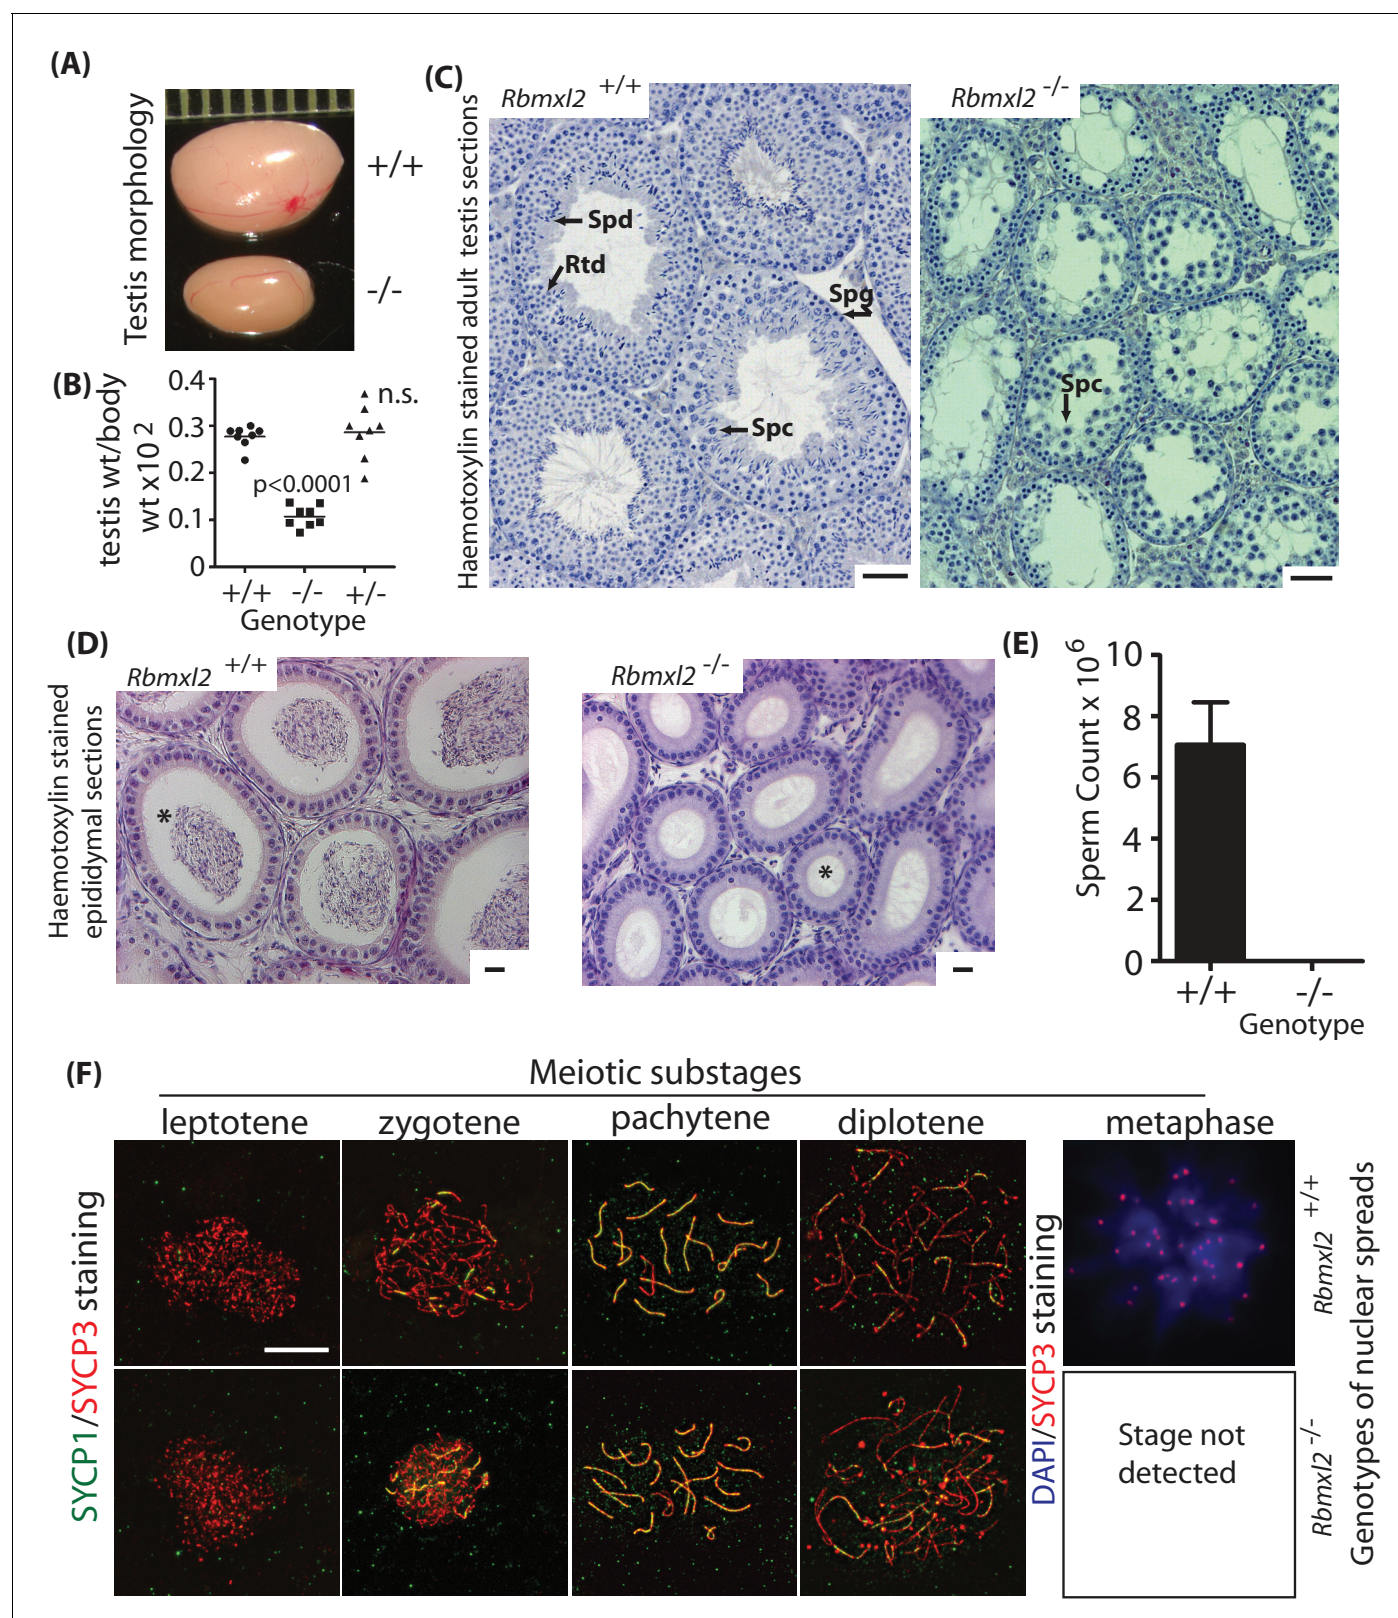 (A)
Testis morphology
+/+
-/-
(B)
testis wt/body
wt x10 2
0.4
0.3
0.2
0.1
0
n.s.
p<0.0001
+/+ -/- +/-
Genotype
(C)
Haemotoxylin stained adult testis sections
Rbmxl2 +/+
Spd
Rtd
Spg
Spc
Rbmxl2 -/-
Spc
(D)
Haemotoxylin stained
epididymal sections
Rbmxl2 +/+
*
Rbmxl2 -/-
*
(E)
Sperm Count x 10 6
10
8
6
4
2
0
+/+ -/-
Genotype
(F)
Meiotic substages
leptotene zygotene pachytene diplotene metaphase
SYCP1/SYCP3 staining
DAPI/SYCP3 staining
Stage not
detected
Rbmxl2 +/+
Rbmxl2 -/-
Genotypes of nuclear spreads